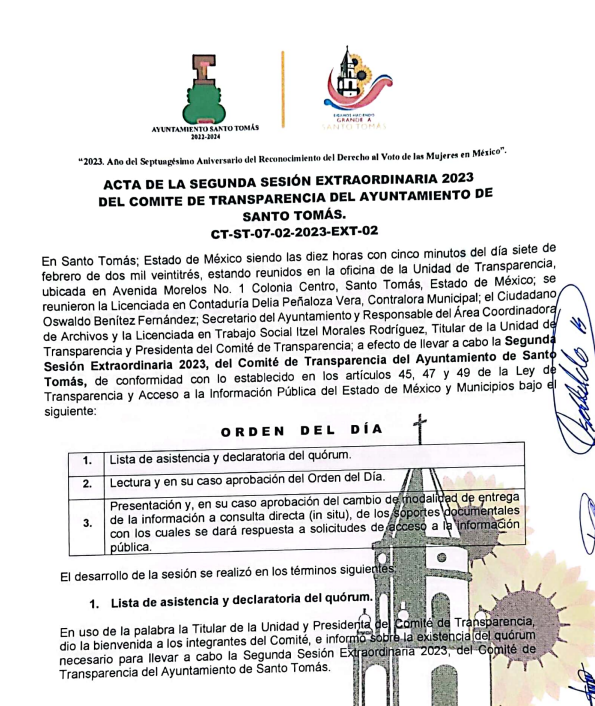 AYUNTAMIENTO SANTO TOMÁS
2022-2024
GRANDE A
SANTO TOMÁS
"2023. Año del Septuagésimo Aniversario del Reconocimiento del Derecho al Voto de las Mujeres en México".
ACTA DE LA SEGUNDA SESIÓN EXTRAORDINARIA 2023
DEL COMITE DE TRANSPARENCIA DEL AYUNTAMIENTO DE
SANTO TOMÁS.
CT-ST-07-02-2023-EXT-02
En Santo Tomás; Estado de México siendo las diez horas con cinco minutos del día siete de
febrero de dos mil veintitrés, estando reunidos en la oficina de la Unidad de Transparencia,
ubicada en Avenida Morelos No. 1 Colonia Centro, Santo Tomás, Estado de México; se
reunieron la Licenciada en Contaduría Delia Peñaloza Vera, Contralora Municipal; el Ciudadano
Oswaldo Benítez Fernández; Secretario del Ayuntamiento y Responsable del Área Coordinadora
de Archivos y la Licenciada en Trabajo Social Itzel Morales Rodríguez, Titular de la Unidad de
Transparencia y Presidenta del Comité de Transparencia; a efecto de llevar a cabo la Segunda
Sesión Extraordinaria 2023, del Comité de Transparencia del Ayuntamiento de Santo
Tomás, de conformidad con lo establecido en los artículos 45, 47 y 49 de la Ley de
Transparencia y Acceso a la Información Pública del Estado de México y Municipios bajo el
siguiente:
ORDEN DEL DÍA
1. Lista de asistencia y declaratoria del quórum.
2. Lectura y en su caso aprobación del Orden del Día.
3. Presentación y, en su caso aprobación del cambio de modalidad de entrega
de la información a consulta directa (in situ), de los soportes documentales
con los cuales se dará respuesta a solicitudes de acceso a la información
pública.
El desarrollo de la sesión se realizó en los términos siguientes:
1. Lista de asistencia y declaratoria del quórum.
En uso de la palabra la Titular de la Unidad y Presidenta del Comité de Transparencia,
dio la bienvenida a los integrantes del Comité, e informó sobre la existencia del quórum
necesario para llevar a cabo la Segunda Sesión Extraordinaria 2023, del Comité de
Transparencia del Ayuntamiento de Santo Tomás.